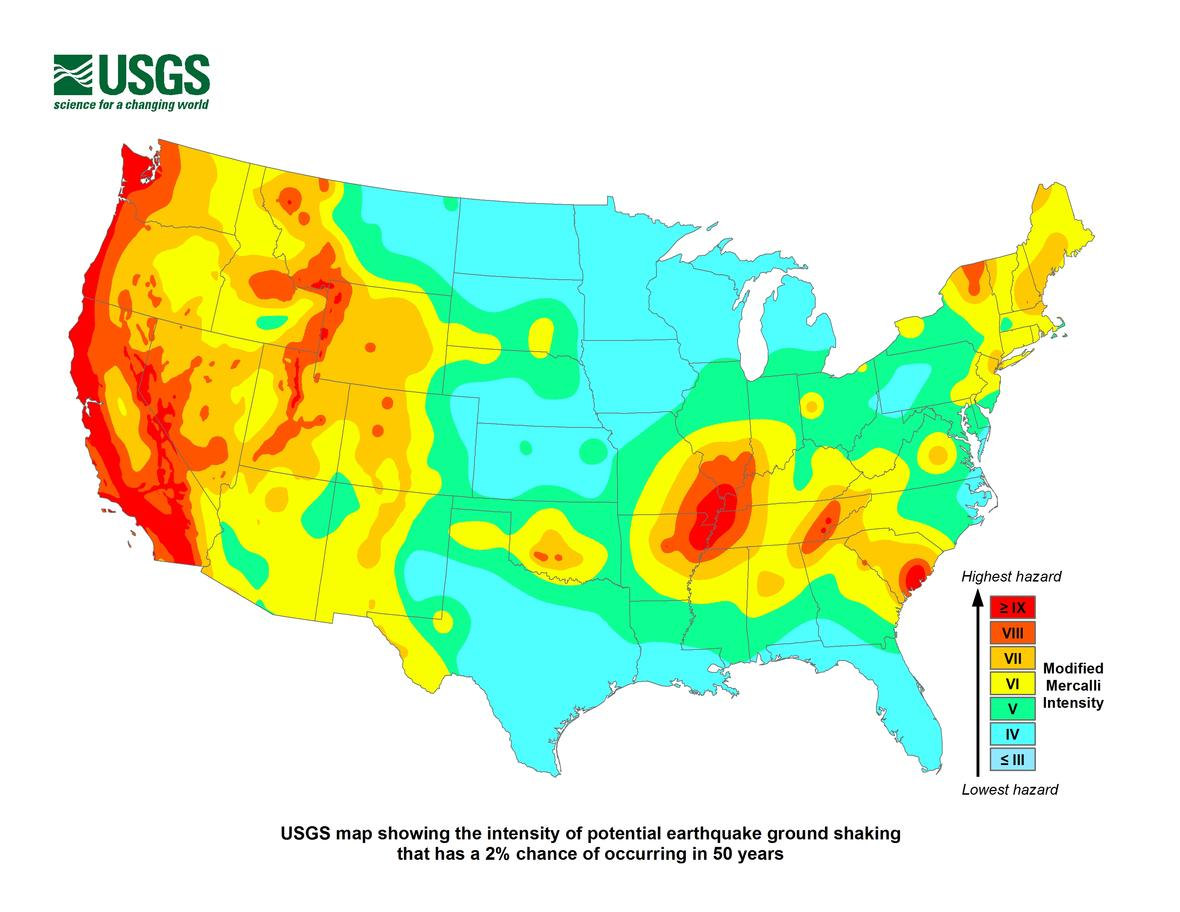 USGS
science for a changing world
Highest hazard
≥ IX
VIII
VII
VI
V
IV
≤ III
Modified
Mercalli
Intensity
Lowest hazard
USGS map showing the intensity of potential earthquake ground shaking
that has a 2% chance of occurring in 50 years